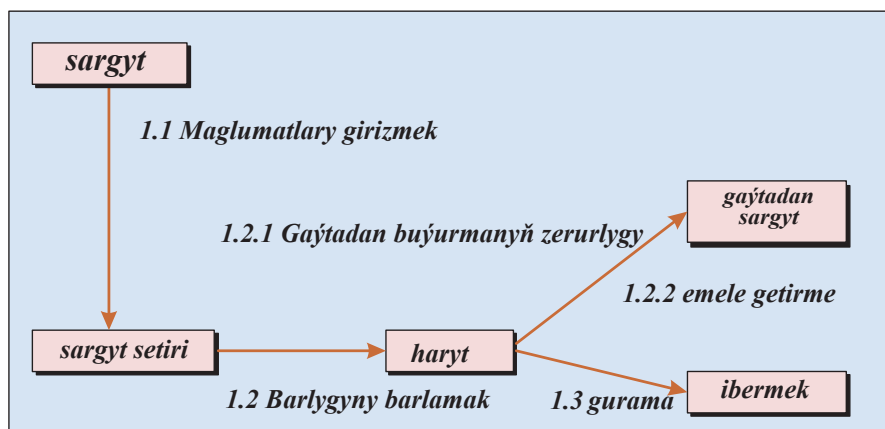 sargyt
1.1 Maglumatlary girizmek
gaýtadan
sargyt
1.2.1 Gaýtadan buýurmanyň zerurlygy
1.2.2 emele getirme
sargyt setiri
haryt
1.2 Barlygyny barlamak
1.3 gurama
ibermek